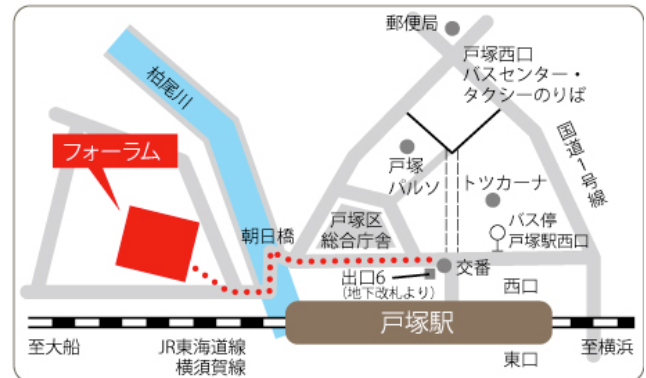 郵便局
戸塚西口
バスセンター・
タクシーのりば
柏尾川
国道1号線
フォーラム
戸塚
パルソ
トツカーナ
戸塚区
総合庁舎
バス停
戸塚駅西口
朝日橋
出口6
(地下改札より)
交番
西口
戸塚駅
至大船
JR東海道線
横須賀線
東口
至横浜